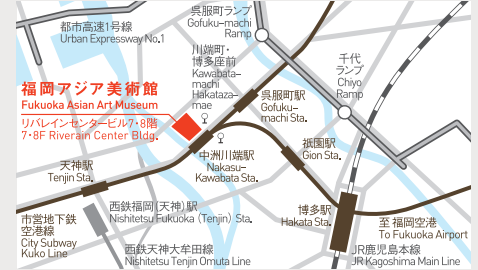 都市高速1号線
Urban Expressway No.1
呉服町ランプ
Gofuku-machi
Ramp
川端町・
博多座前
Kawabata-
machi
Hakataza-
mae
千代
ランプ
Chiyo
Ramp
福岡アジア美術館
Fukuoka Asian Art Museum
リバレインセンタービル7・8階
7・8F Riverain Center Bldg.
呉服町駅
Gofuku-
machi Sta.
祇園駅
Gion Sta.
中洲川端駅
Nakasu-
Kawabata Sta.
天神駅
Tenjin Sta.
西鉄福岡(天神)駅
Nishitetsu Fukuoka (Tenjin) Sta.
博多駅
Hakata Sta.
市営地下鉄
空港線
City Subway
Kuko Line
至 福岡空港
To Fukuoka Airport
西鉄天神大牟田線
Nishitetsu Tenjin Omuta Line
JR鹿児島本線
JR Kagoshima Main Line